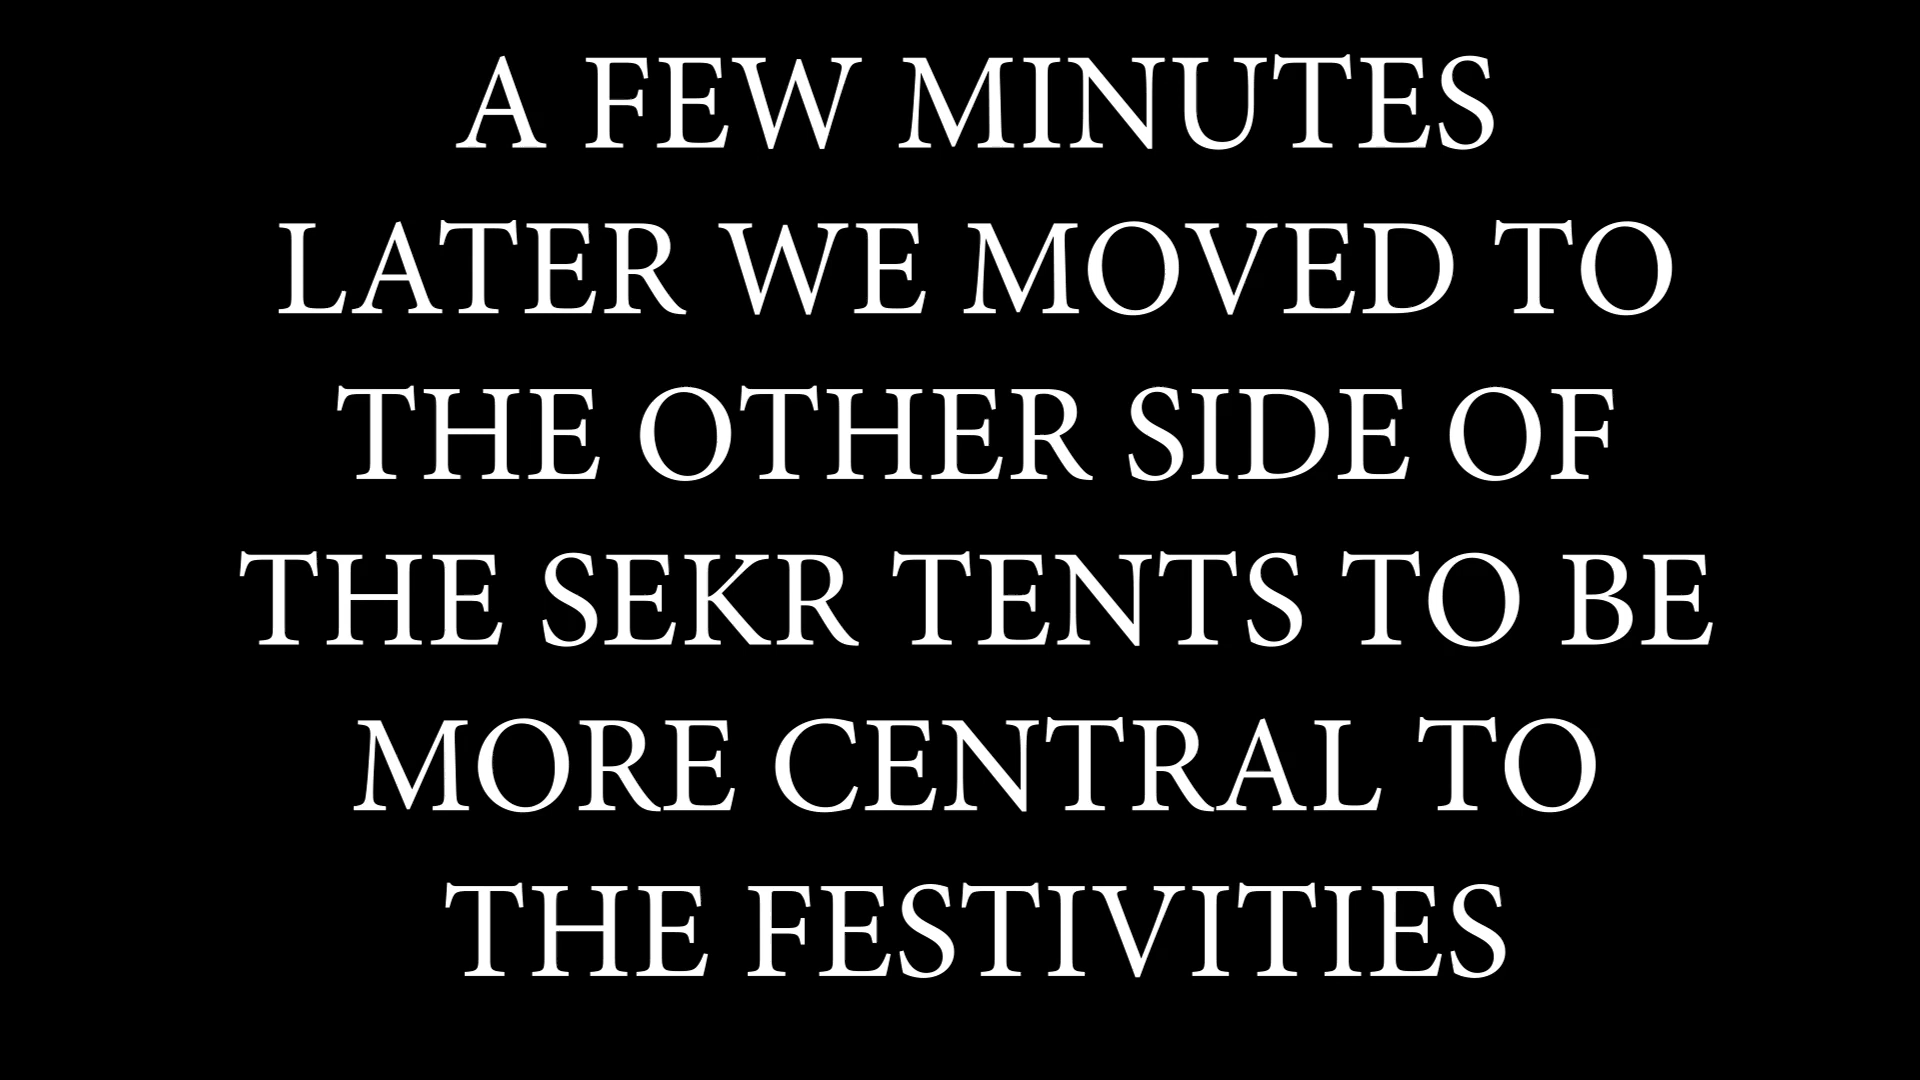 A FEW MINUTES
LATER WE MOVED TO
THE OTHER SIDE OF
THE SEKR TENTS TO BE
MORE CENTRAL TO
THE FESTIVITIES